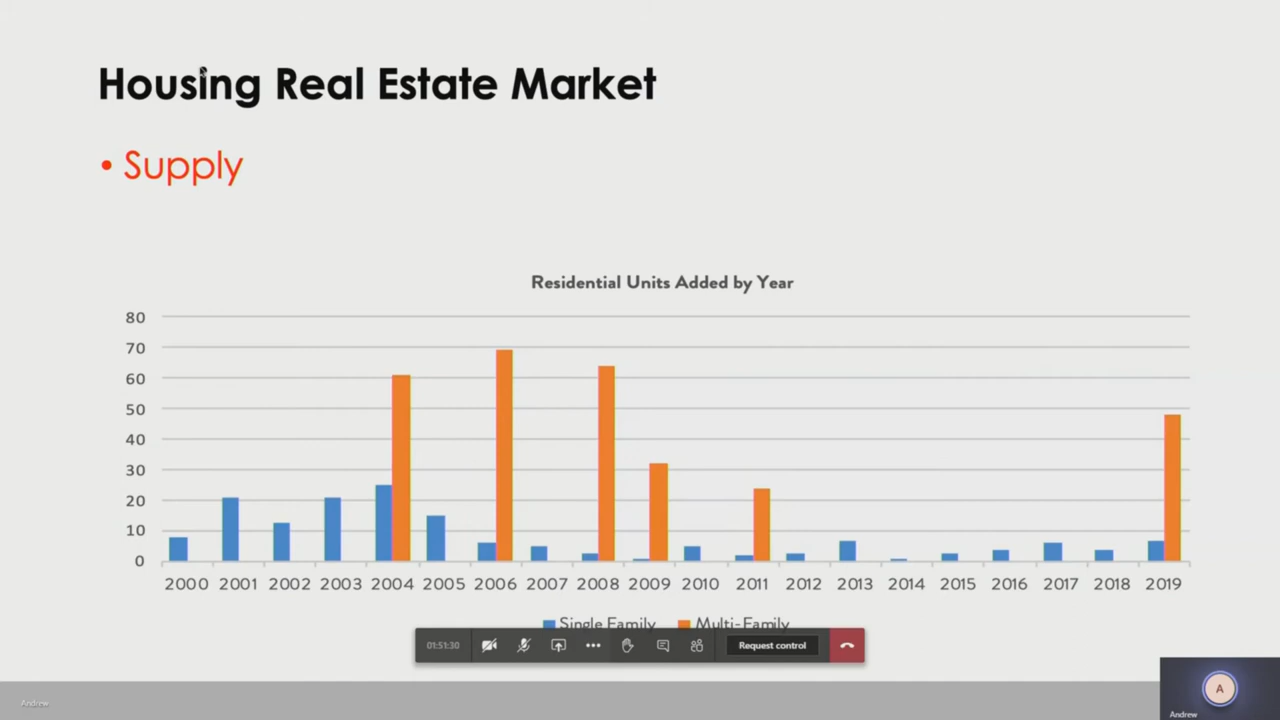 Housing Real Estate Market
• Supply
Residential Units Added by Year
80
70
60
50
40
30
20
10
0
2000 2001 2002 2003 2004 2005 2006 2007 2008 2009 2010 2011 2012 2013 2014 2015 2016 2017 2018 2019
Single Family Multi-Family
01:51:30 Request control
A
Andrew
Andrew